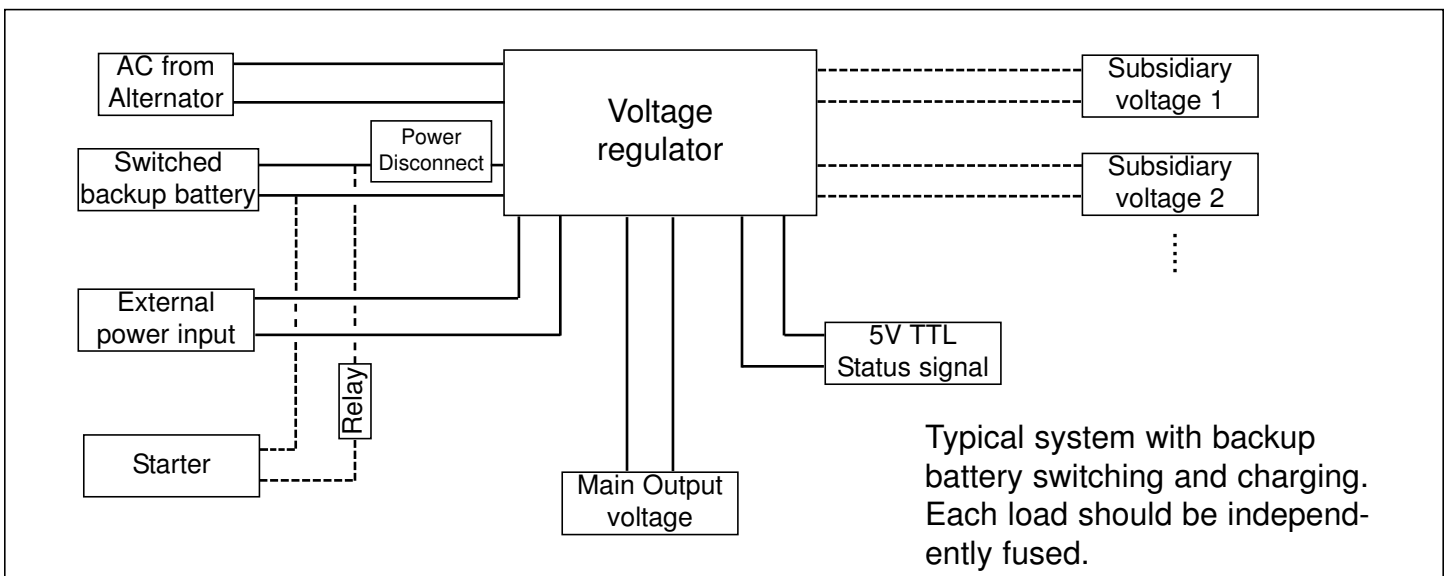 AC from
Alternator
Voltage
regulator
Subsidiary
voltage 1
Power
Disconnect
Switched
backup battery
Subsidiary
voltage 2
External
power input
5V TTL
Status signal
Relay
Starter
Main Output
voltage
Typical system with backup
battery switching and charging.
Each load should be independ-
ently fused.